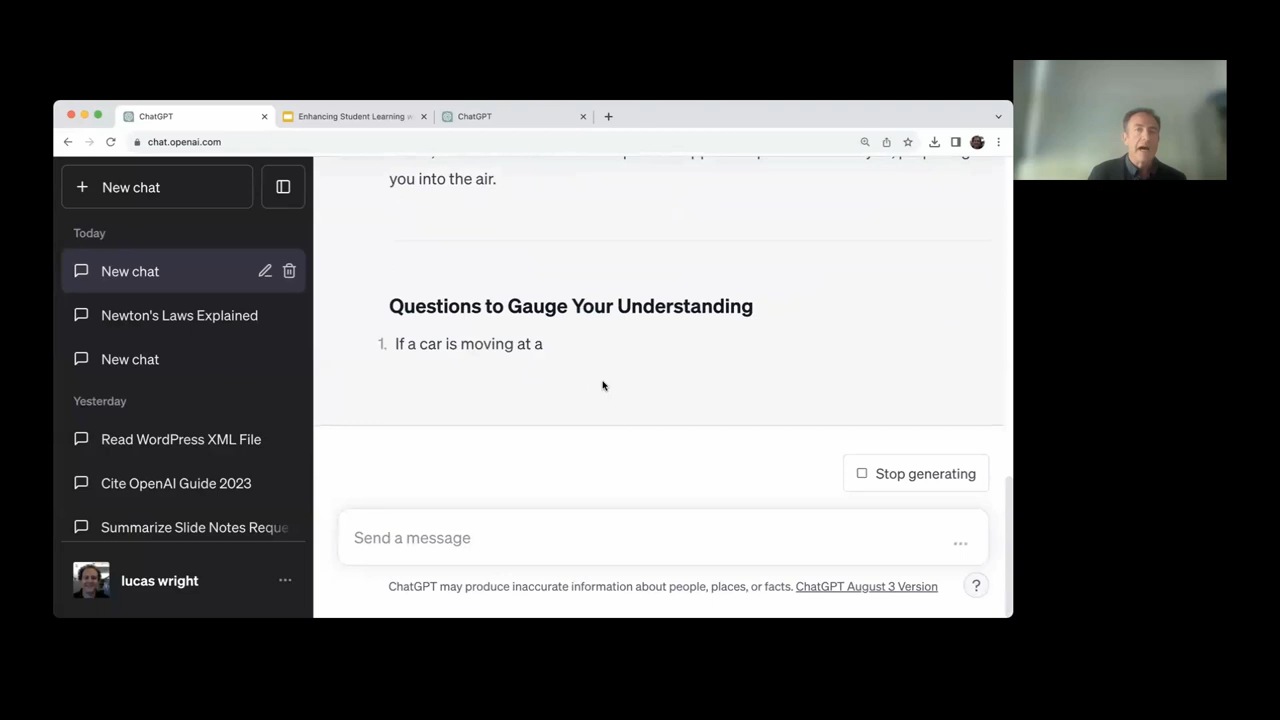 ChatGPT
Enhancing Student Learning
ChatGPT
chat.openai.com
New chat
Today
New chat
Newton's Laws Explained
New chat
Yesterday
Read WordPress XML File
Cite OpenAI Guide 2023
Summarize Slide Notes Reque
lucas wright
you into the air.
Questions to Gauge Your Understanding
1. If a car is moving at a
Stop generating
Send a message
ChatGPT may produce inaccurate information about people, places, or facts. ChatGPT August 3 Version
?